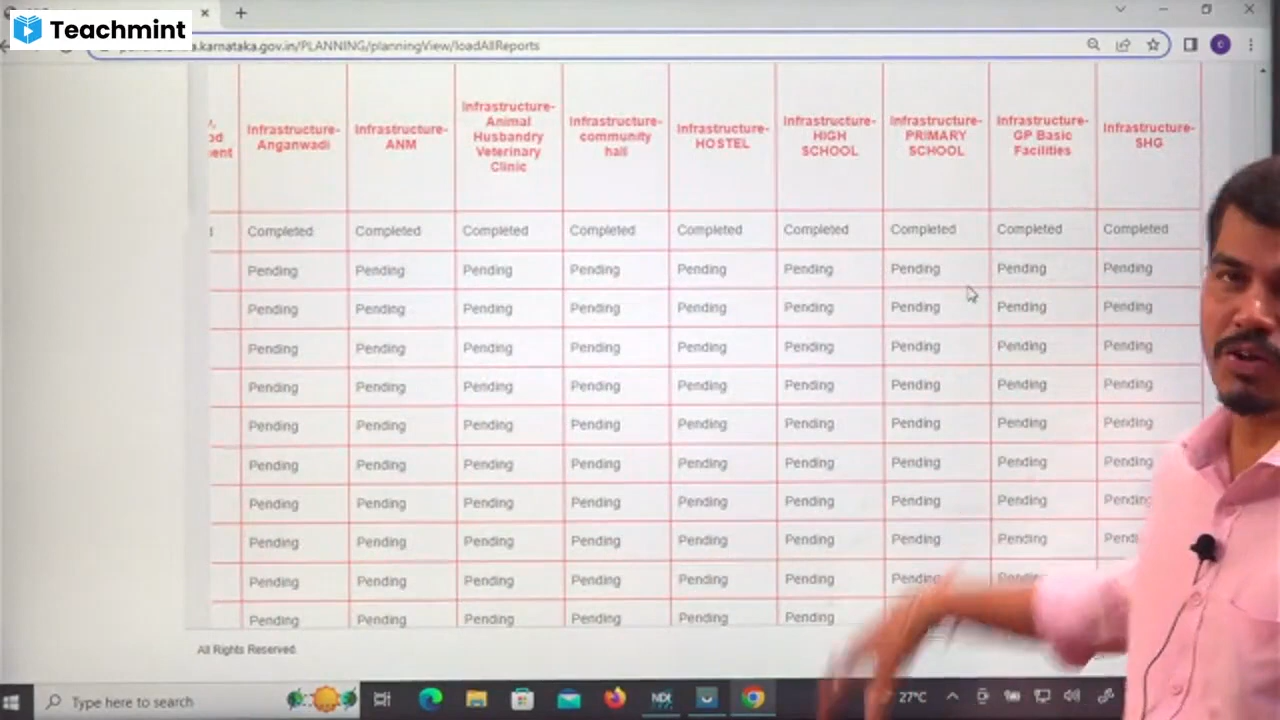 Teachmint
a.karnataka.gov.in/PLANNING/planningView/loadAllReports
Infrastructure-Anganwadi
Infrastructure-ANM
Infrastructure-Animal Husbandry Veterinary Clinic
Infrastructure-community hall
Infrastructure-HOSTEL
Infrastructure-HIGH SCHOOL
Infrastructure-PRIMARY SCHOOL
Infrastructure-GP Basic Facilities
Infrastructure-SHG
Completed Completed Completed Completed Completed Completed Completed Completed Completed
Pending Pending Pending Pending Pending Pending Pending Pending Pending
Pending Pending Pending Pending Pending Pending Pending Pending Pending
Pending Pending Pending Pending Pending Pending Pending Pending Pending
Pending Pending Pending Pending Pending Pending Pending Pending Pending
Pending Pending Pending Pending Pending Pending Pending Pending Pending
Pending Pending Pending Pending Pending Pending Pending Pending Pending
Pending Pending Pending Pending Pending Pending Pending Pending Pending
Pending Pending Pending Pending Pending Pending Pending Pending
Pending Pending Pending Pending Pending Pending Pending Pending
Pending Pending Pending Pending Pending Pending
All Rights Reserved.
Type here to search
27°C